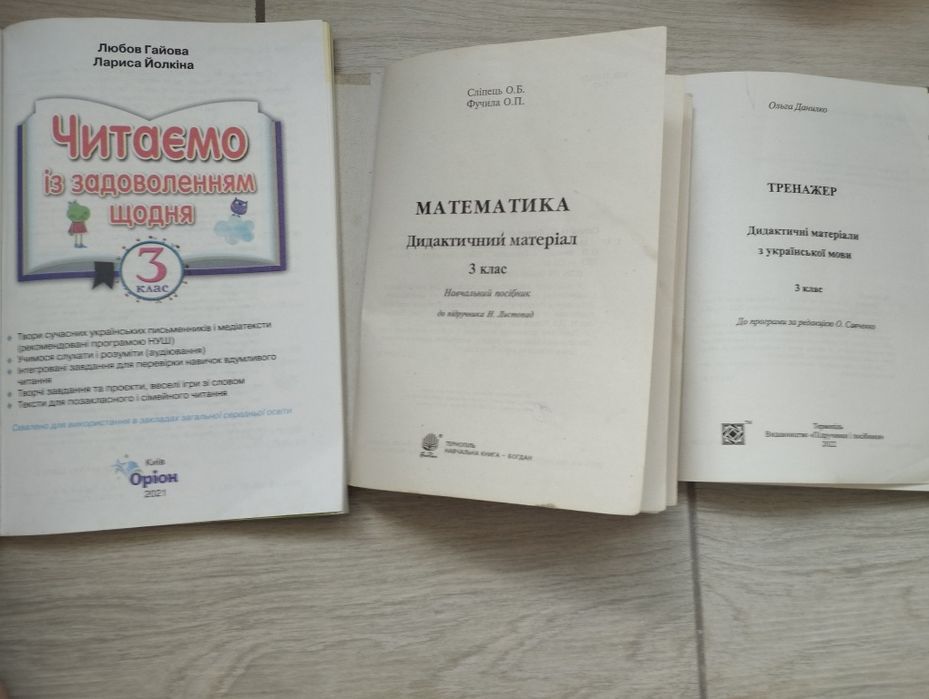 Любов Гайова
Лариса Йолкіна
Читаємо
із задоволенням
щодня
3
клас
Твори сучасних українських письменників і медіатексти
(рекомендовані програмою НУШ)
Учимося слухати і розуміти (аудіювання)
Інтегровані завдання для перевірки навичок вдумливого
читання
Творчі завдання та проєкти, веселі ігри зі словом
Тексти для позакласного і сімейного читання
Схвалено для використання в закладах загальної середньої освіти
Київ
Оріон
2021
Сліпець О.Б.
Фучила О.П.
МАТЕМАТИКА
Дидактичний матеріал
3 клас
Навчальний посібник
до підручника Н. Листопад
ТЕРНОПІЛЬ
НАВЧАЛЬНА КНИГА – БОГДАН
Ольга Данилко
ТРЕНАЖЕР
Дидактичні матеріали
з української мови
3 клас
До програми за редакцією О. Савченко
Тернопіль
Видавництво «Підручники і посібники»